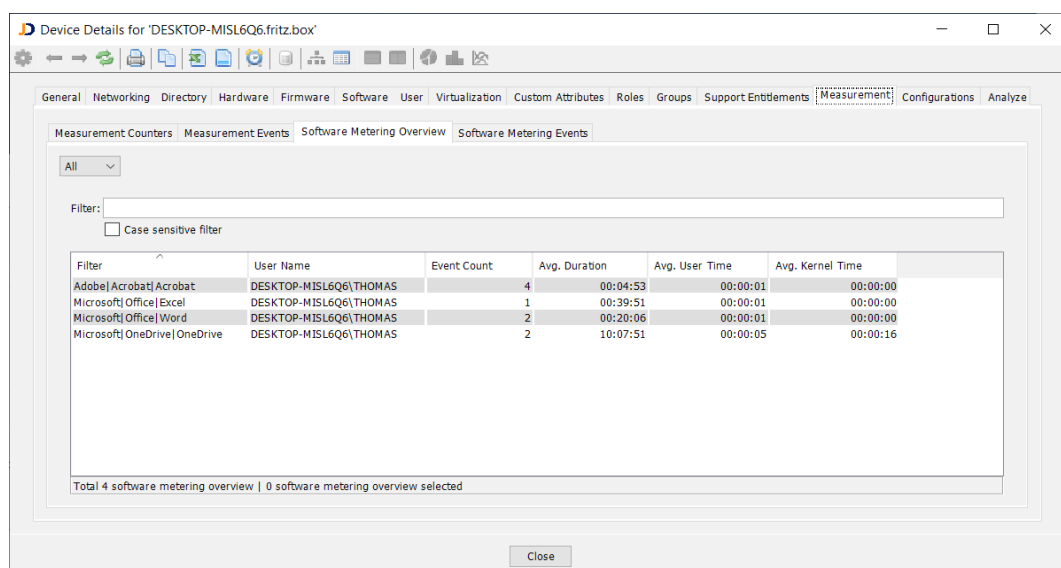 JD Device Details for 'DESKTOP-MISL6Q6.fritz.box'
General Networking Directory Hardware Firmware Software User Virtualization Custom Attributes Roles Groups Support Entitlements Measurement Configurations Analyze
Measurement Counters Measurement Events Software Metering Overview Software Metering Events
All
Filter:
Case sensitive filter
Filter User Name Event Count Avg. Duration Avg. User Time Avg. Kernel Time
Adobe|Acrobat|Acrobat DESKTOP-MISL6Q6\THOMAS 4 00:04:53 00:00:01 00:00:00
Microsoft|Office|Excel DESKTOP-MISL6Q6\THOMAS 1 00:39:51 00:00:01 00:00:00
Microsoft|Office|Word DESKTOP-MISL6Q6\THOMAS 2 00:20:06 00:00:01 00:00:00
Microsoft|OneDrive|OneDrive DESKTOP-MISL6Q6\THOMAS 2 10:07:51 00:00:05 00:00:16
Total 4 software metering overview | 0 software metering overview selected
Close